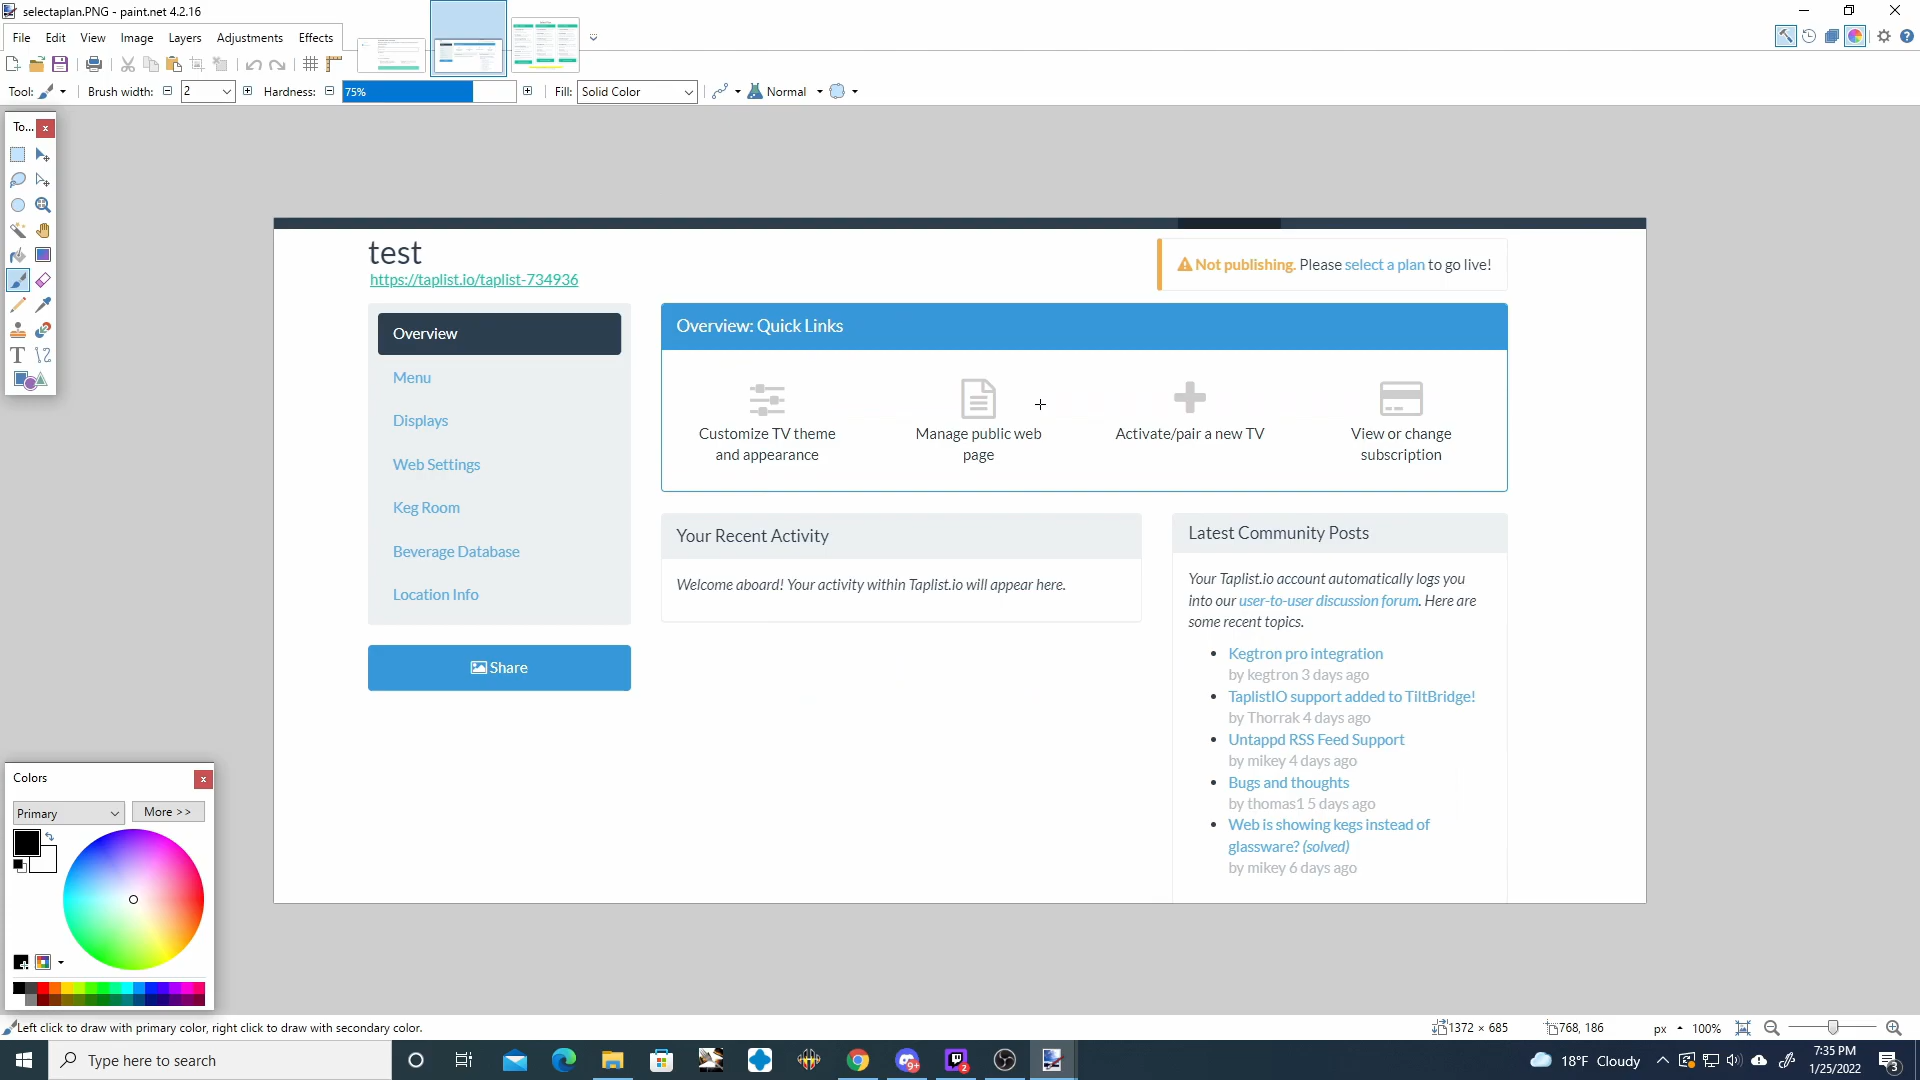 selectaplan.PNG - paint.net 4.2.16
File Edit View Image Layers Adjustments Effects
Tool: Brush width: 2 Hardness: 75% Fill: Solid Color Normal
To...
test
https://taplist.io/taplist-734936
Not publishing. Please select a plan to go live!
Overview
Menu
Displays
Web Settings
Keg Room
Beverage Database
Location Info
Share
Overview: Quick Links
Customize TV theme
and appearance
Manage public web
page
Activate/pair a new TV
View or change
subscription
Your Recent Activity
Welcome aboard! Your activity within Taplist.io will appear here.
Latest Community Posts
Your Taplist.io account automatically logs you
into our user-to-user discussion forum. Here are
some recent topics.
Kegtron pro integration
by kegtron 3 days ago
TaplistIO support added to TiltBridge!
by Thorrak 4 days ago
Untappd RSS Feed Support
by mikey 4 days ago
Bugs and thoughts
by thomas1 5 days ago
Web is showing kegs instead of
glassware? (solved)
by mikey 6 days ago
Colors
Primary More >>
Left click to draw with primary color, right click to draw with secondary color.
1372 × 685 768, 186 px 100%
Type here to search
9+
2
18°F Cloudy
7:35 PM
1/25/2022
3